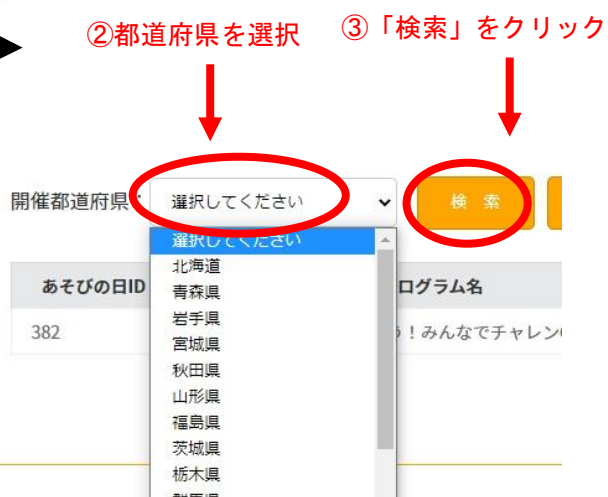 ②都道府県を選択
③「検索」をクリック
開催都道府県：
選択してください
検 索
選択してください
北海道
青森県
岩手県
宮城県
秋田県
山形県
福島県
茨城県
栃木県
あそびの日ID
ログラム名
382
！みんなでチャレン